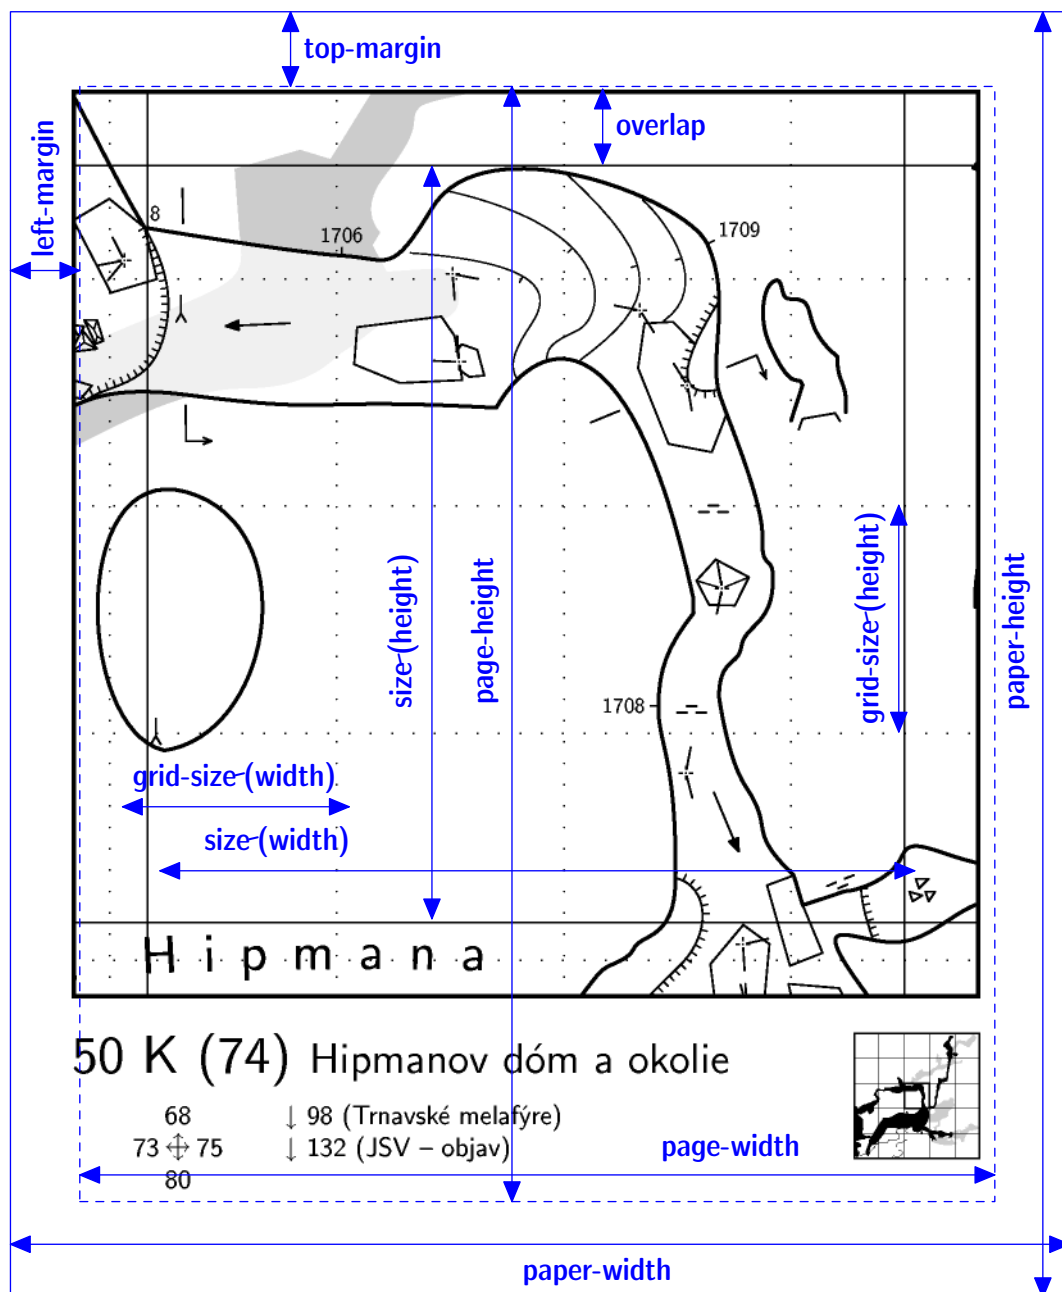 top-margin
overlap
left-margin
8
1706
1709
size-(height)
page-height
grid-size-(height)
paper-height
1708
grid-size-(width)
size-(width)
Hipmana
50 K (74) Hipmanov dóm a okolie
68
↓ 98 (Trnavské melafýre)
73 75
↓ 132 (JSV – objav)
80
page-width
paper-width